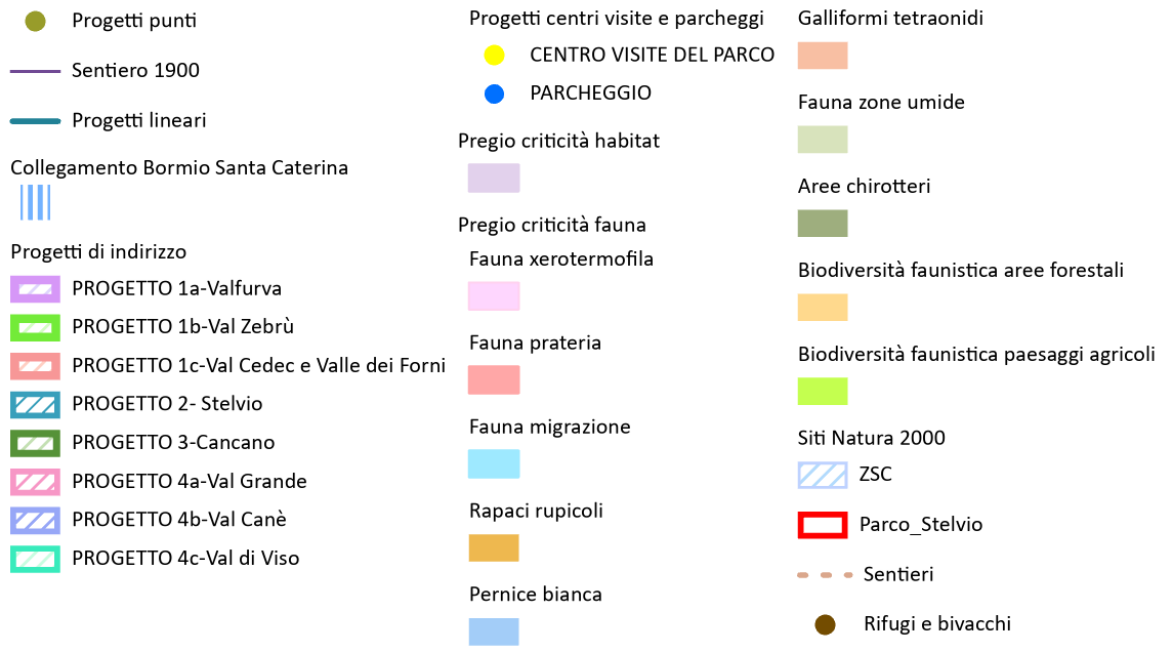 Progetti punti
Sentiero 1900
Progetti lineari
Collegamento Bormio Santa Caterina
Progetti di indirizzo
PROGETTO 1a-Valfurva
PROGETTO 1b-Val Zebrù
PROGETTO 1c-Val Cedec e Valle dei Forni
PROGETTO 2- Stelvio
PROGETTO 3-Cancano
PROGETTO 4a-Val Grande
PROGETTO 4b-Val Canè
PROGETTO 4c-Val di Viso
Progetti centri visite e parcheggi
CENTRO VISITE DEL PARCO
PARCHEGGIO
Pregio criticità habitat
Pregio criticità fauna
Fauna xerotermofila
Fauna prateria
Fauna migrazione
Rapaci rupicoli
Pernice bianca
Galliformi tetraonidi
Fauna zone umide
Aree chirotteri
Biodiversità faunistica aree forestali
Biodiversità faunistica paesaggi agricoli
Siti Natura 2000
ZSC
Parco_Stelvio
Sentieri
Rifugi e bivacchi